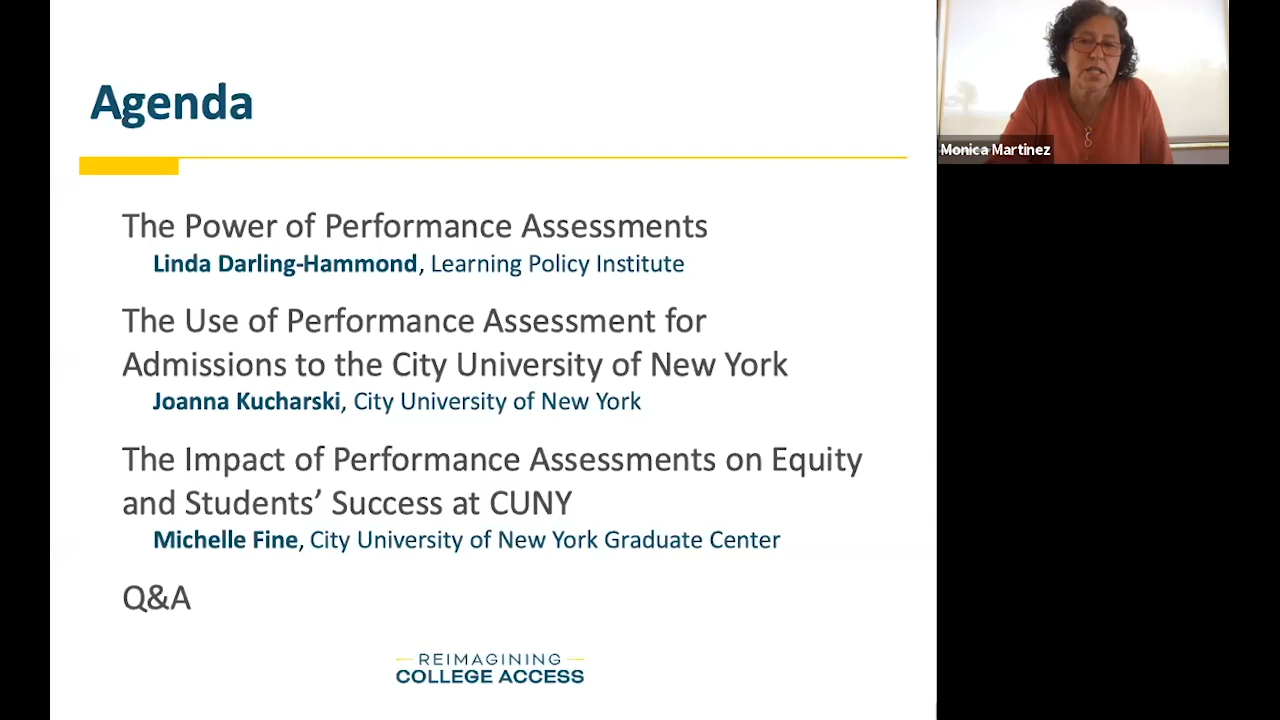 Agenda
The Power of Performance Assessments
Linda Darling-Hammond, Learning Policy Institute
The Use of Performance Assessment for
Admissions to the City University of New York
Joanna Kucharski, City University of New York
The Impact of Performance Assessments on Equity
and Students’ Success at CUNY
Michelle Fine, City University of New York Graduate Center
Q&A
REIMAGINING
COLLEGE ACCESS
Monica Martinez